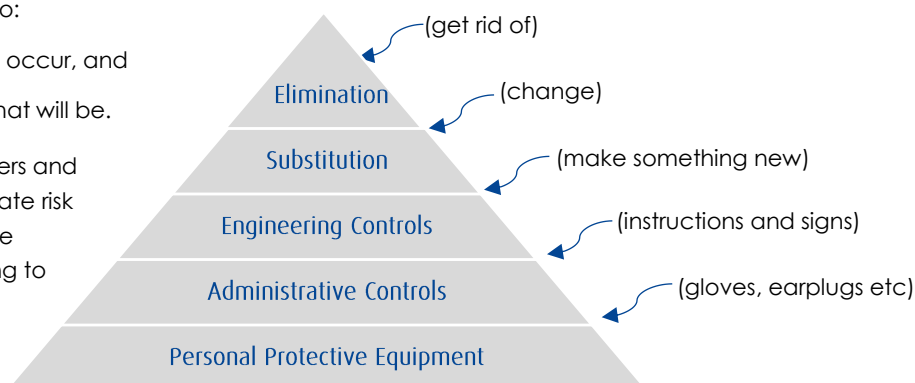 o:
occur, and
hat will be.
ers and
ate risk
e
ng to
(get rid of)
Elimination
(change)
Substitution
(make something new)
Engineering Controls
(instructions and signs)
Administrative Controls
(gloves, earplugs etc)
Personal Protective Equipment